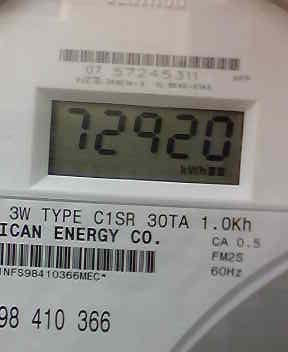 07 57245311
72920
kWh
3W TYPE C1SR 30TA 1.0Kh
ICAN ENERGY CO.
CA 0.5
FM2S
60Hz
NFS98410366MEC*
98 410 366